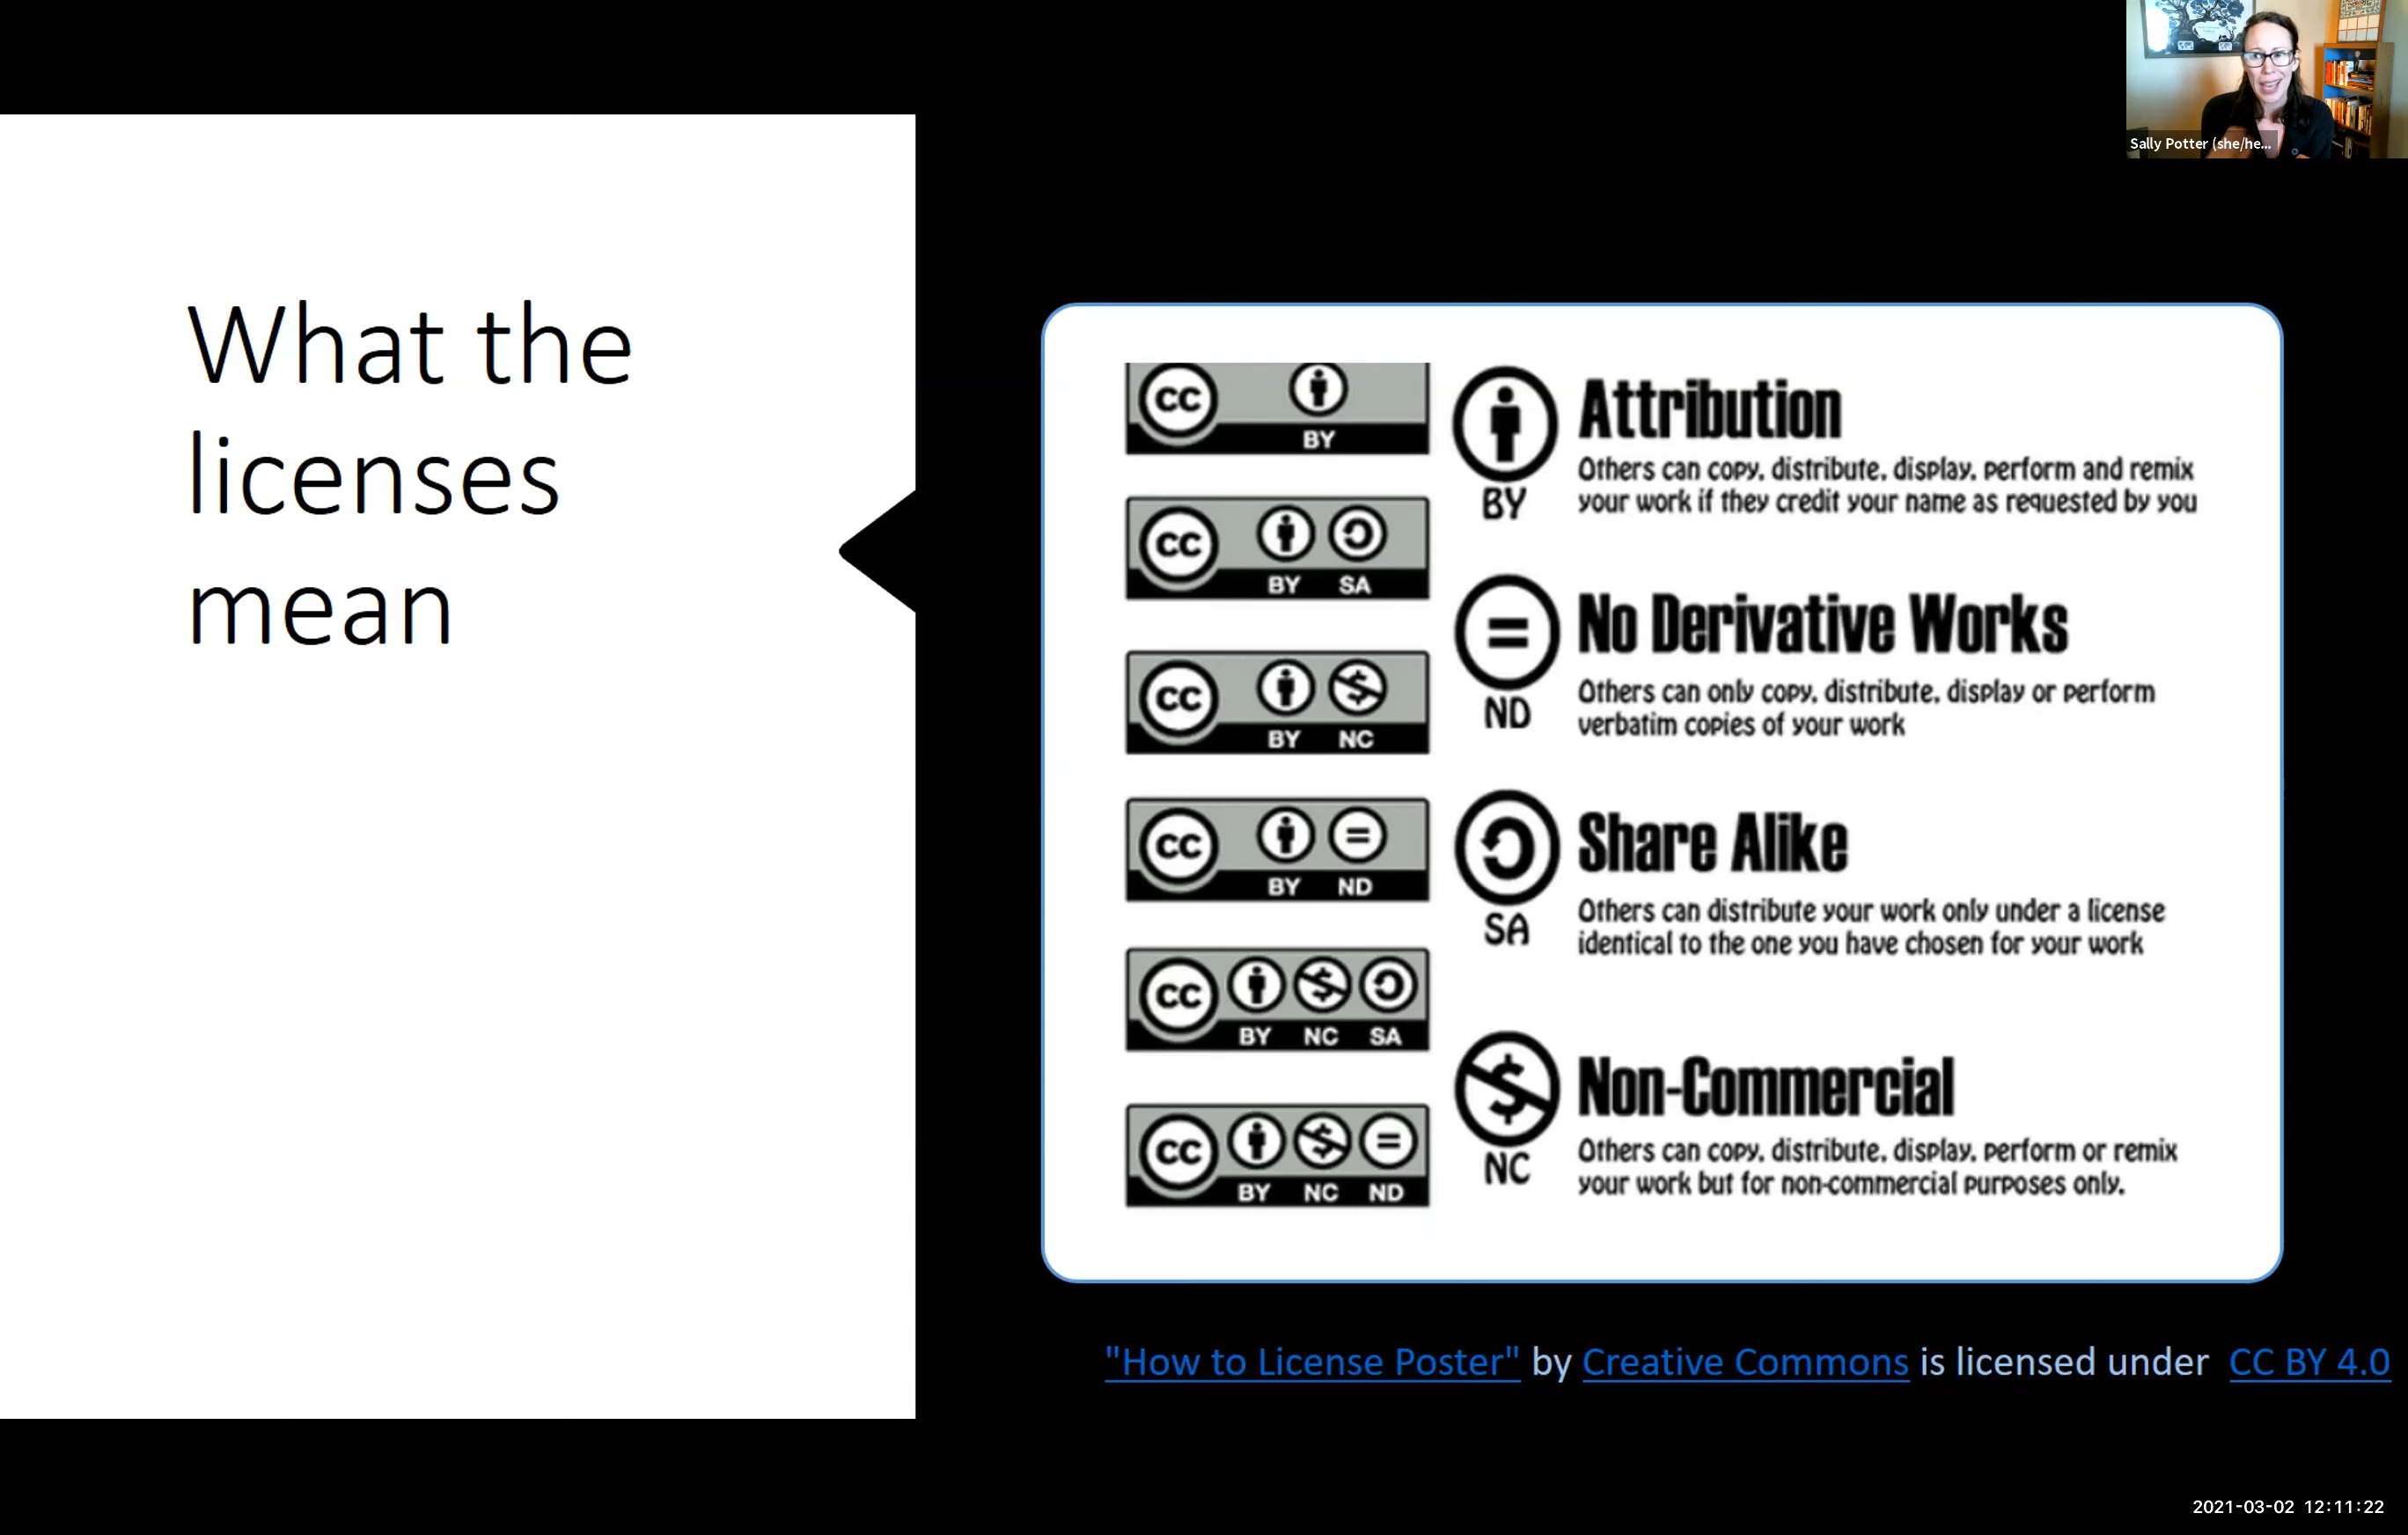 Sally Potter (she/he...
What the
licenses
mean
CC
BY
CC
BY SA
CC
BY NC
CC
BY ND
CC
BY NC SA
CC
BY NC ND
BY
Attribution
Others can copy, distribute, display, perform and remix
your work if they credit your name as requested by you
ND
No Derivative Works
Others can only copy, distribute, display or perform
verbatim copies of your work
SA
Share Alike
Others can distribute your work only under a license
identical to the one you have chosen for your work
NC
Non-Commercial
Others can copy, distribute, display, perform or remix
your work but for non-commercial purposes only.
"How to License Poster" by Creative Commons is licensed under CC BY 4.0
2021-03-02 12:11:22